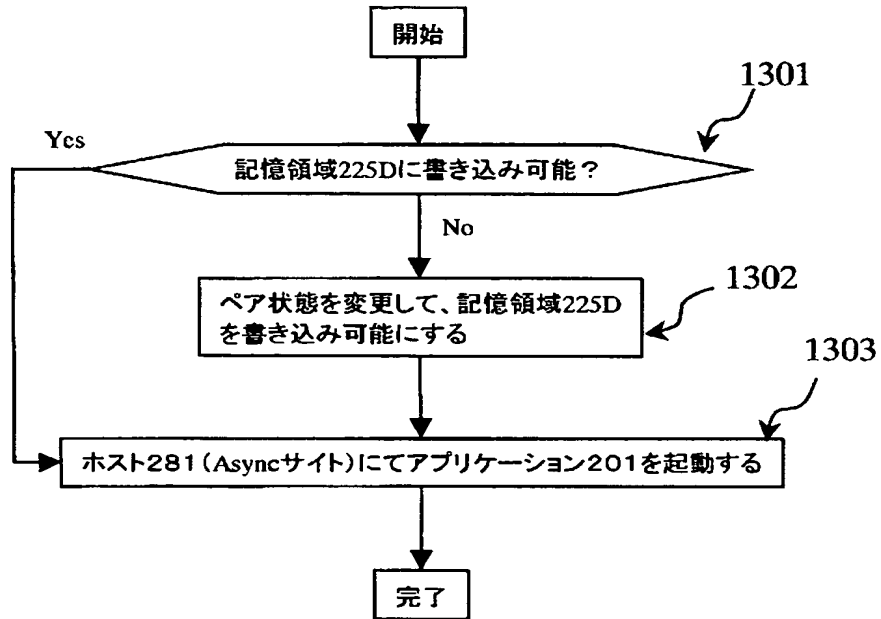 開始
1301
Yes
記憶領域225Dに書き込み可能？
No
1302
ペア状態を変更して、記憶領域225D
を書き込み可能にする
1303
ホスト281(Asyncサイト)にてアプリケーション201を起動する
完了